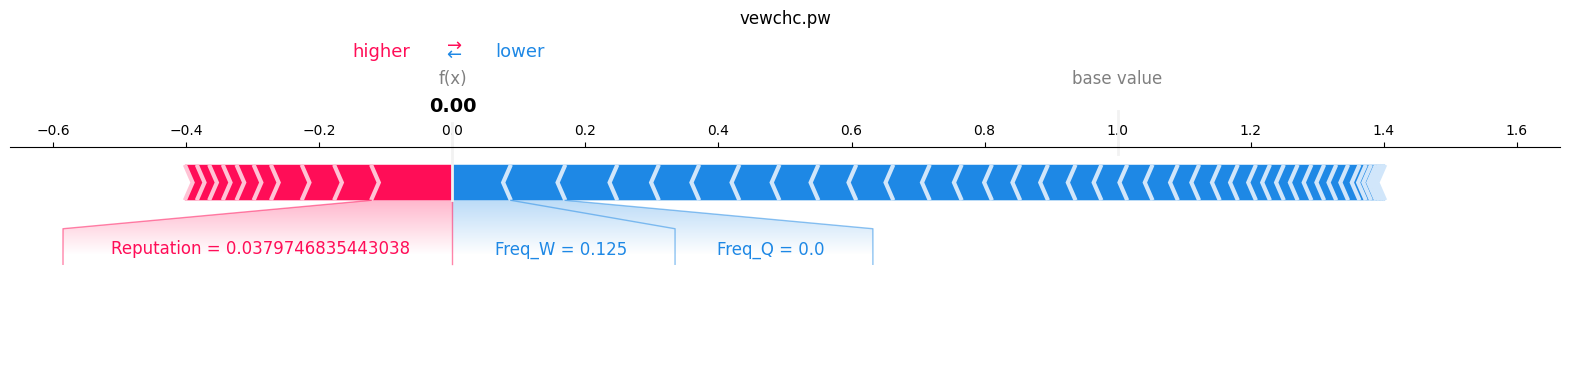 vewchc.pw
higher → ← lower
f(x) base value
0.00
−0.6 −0.4 −0.2 0.0 0.2 0.4 0.6 0.8 1.0 1.2 1.4 1.6
Reputation = 0.0379746835443038 Freq_W = 0.125 Freq_Q = 0.0